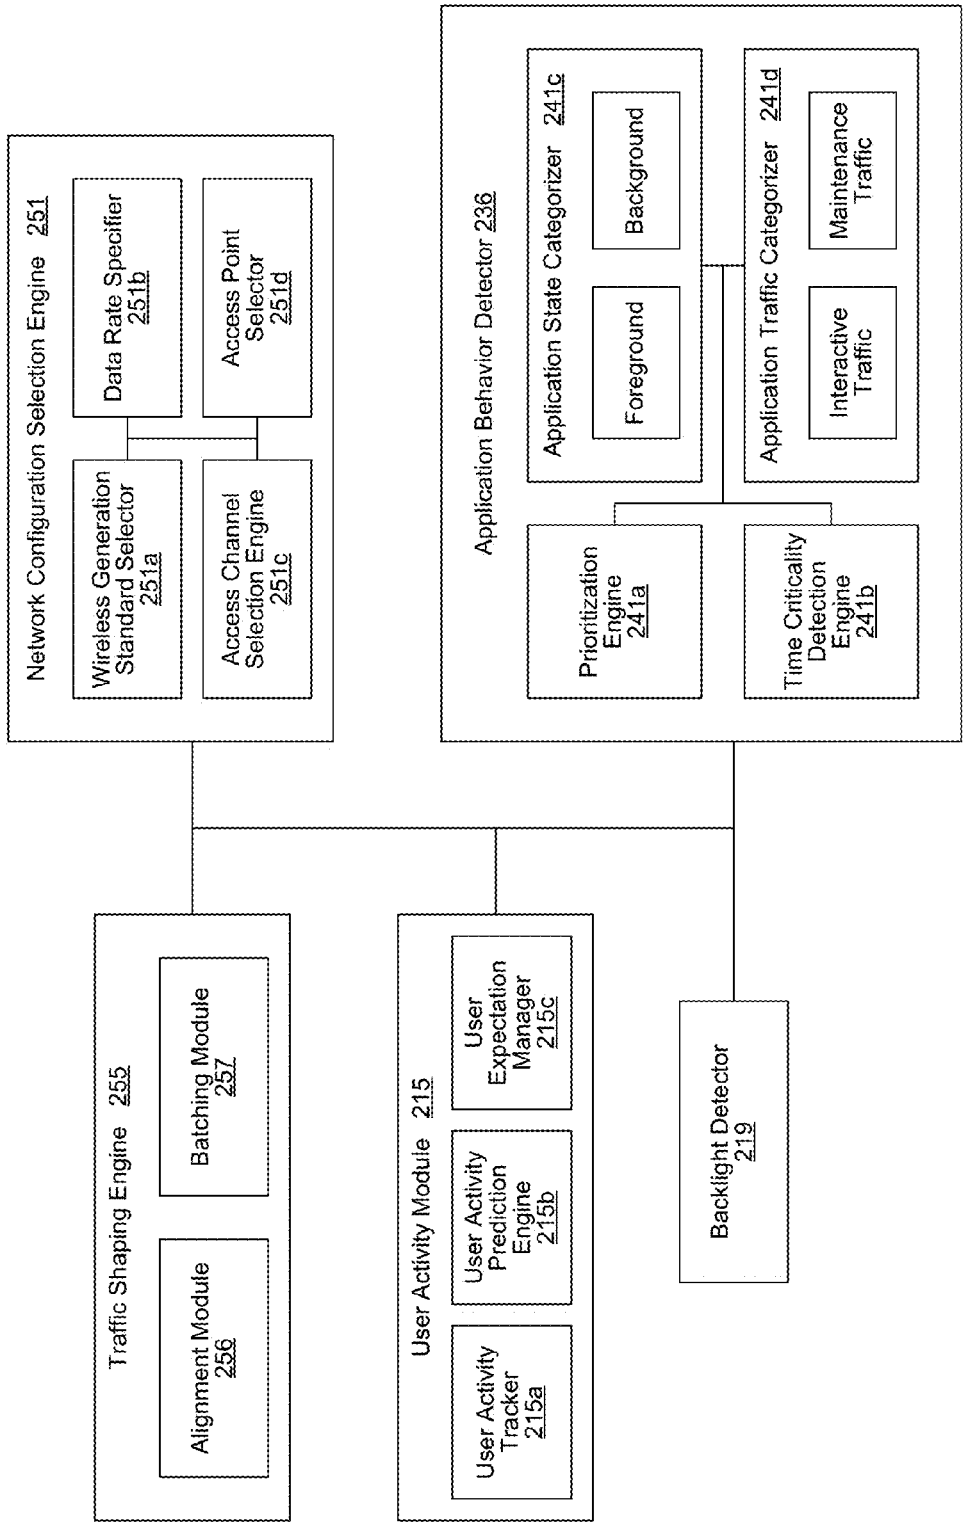 Traffic Shaping Engine 255
Alignment Module
256
Batching Module
257
Network Configuration Selection Engine 251
Wireless Generation
Standard Selector
251a
Data Rate Specifier
251b
Access Channel
Selection Engine
251c
Access Point
Selector
251d
User Activity Module 215
User Activity
Tracker
215a
User Activity
Prediction
Engine
215b
User
Expectation
Manager
215c
Application Behavior Detector 236
Prioritization
Engine
241a
Application State Categorizer 241c
Foreground
Background
Time Criticality
Detection
Engine
241b
Application Traffic Categorizer 241d
Interactive
Traffic
Maintenance
Traffic
Backlight Detector
219